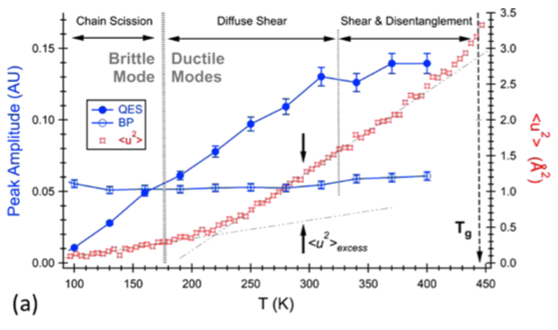 Chain Scission
Diffuse Shear
Shear & Disentanglement
Brittle Mode
Ductile Modes
QES
BP
<u²>
<u²>excess
Tg
Peak Amplitude (AU)
0.15
0.10
0.05
0.00
<u²> (Å²)
3.5
3.0
2.5
2.0
1.5
1.0
0.5
0.0
100
150
200
250
300
350
400
450
T (K)
(a)